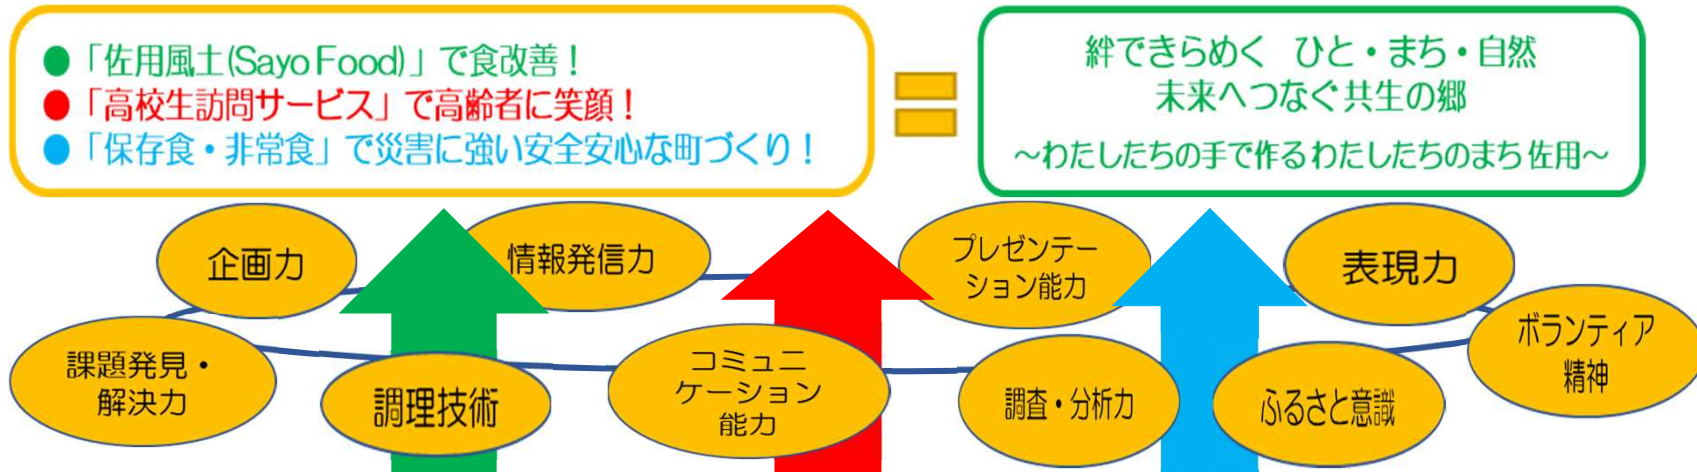 ●「佐用風土(Sayo Food)」で食改善！
●「高校生訪問サービス」で高齢者に笑顔！
●「保存食・非常食」で災害に強い安全安心な町づくり！
絆できらめく　ひと・まち・自然
未来へつなぐ共生の郷
～わたしたちの手で作るわたしたちのまち佐用～
企画力
情報発信力
プレゼンテー
ション能力
表現力
ボランティア
精神
課題発見・
解決力
調理技術
コミュニ
ケーション
能力
調査・分析力
ふるさと意識